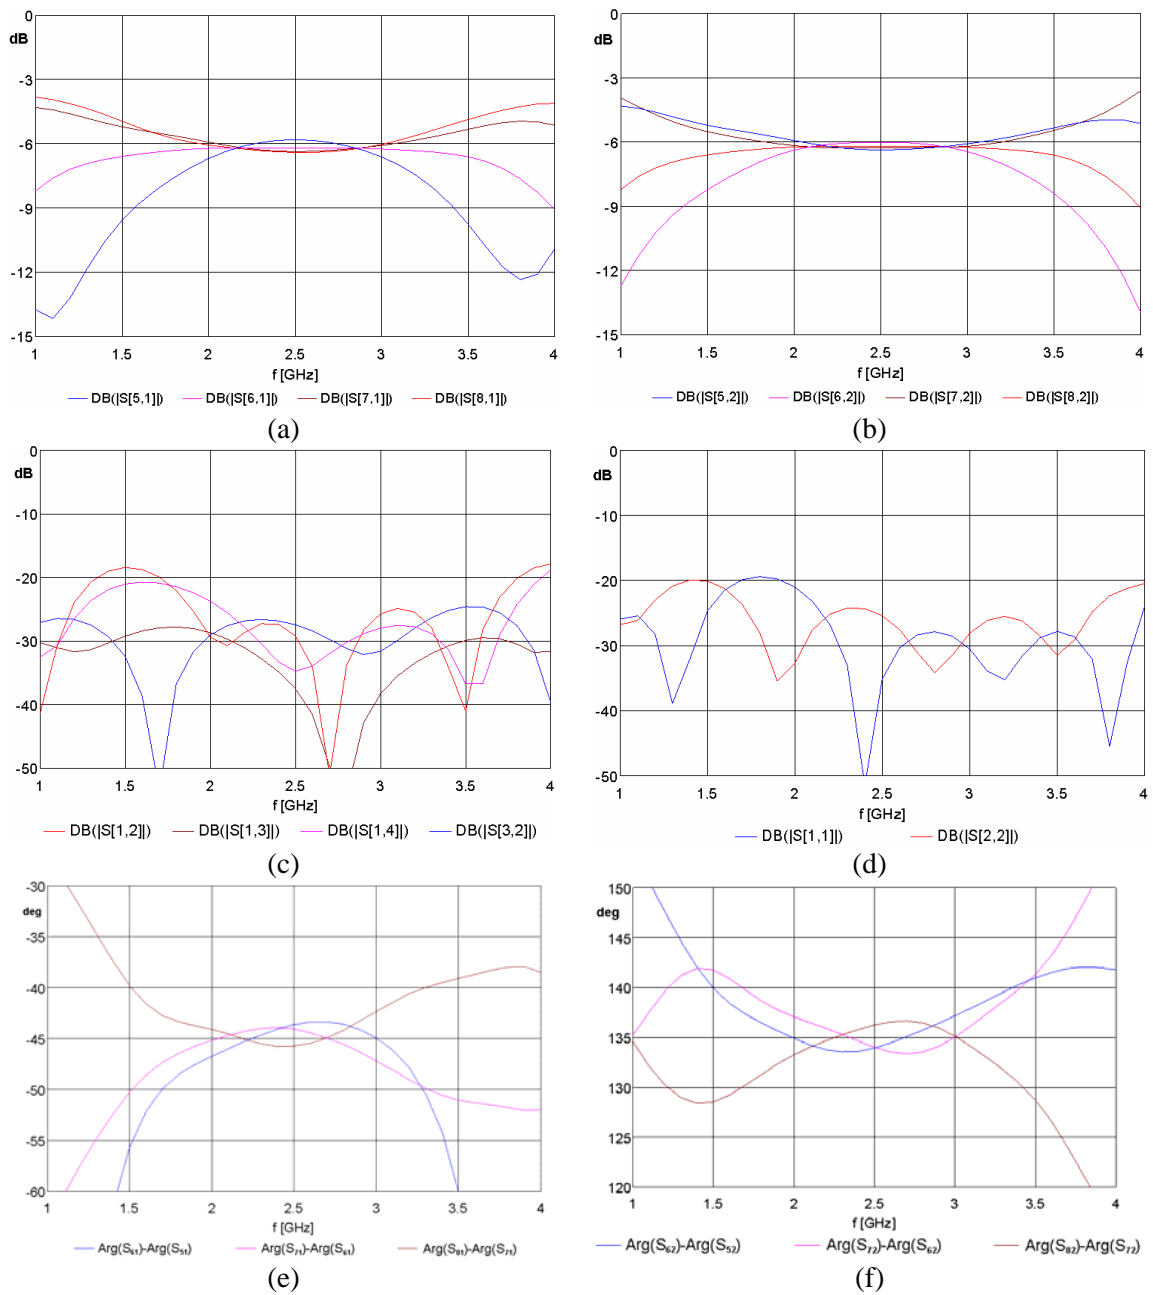 0
dB
-3
-6
-9
-12
-15
1 1.5 2 2.5 3 3.5 4
f [GHz]
DB(|S[5,1]|) DB(|S[6,1]|) DB(|S[7,1]|) DB(|S[8,1]|)
(a)
0
dB
-3
-6
-9
-12
-15
1 1.5 2 2.5 3 3.5 4
f [GHz]
DB(|S[5,2]|) DB(|S[6,2]|) DB(|S[7,2]|) DB(|S[8,2]|)
(b)
0
dB
-10
-20
-30
-40
-50
1 1.5 2 2.5 3 3.5 4
f [GHz]
DB(|S[1,2]|) DB(|S[1,3]|) DB(|S[1,4]|) DB(|S[3,2]|)
(c)
0
dB
-10
-20
-30
-40
-50
1 1.5 2 2.5 3 3.5 4
f [GHz]
DB(|S[1,1]|) DB(|S[2,2]|)
(d)
-30
deg
-35
-40
-45
-50
-55
-60
1 1.5 2 2.5 3 3.5 4
f [GHz]
Arg(S₆₁)-Arg(S₅₁) Arg(S₇₁)-Arg(S₆₁) Arg(S₈₁)-Arg(S₇₁)
(e)
150
deg
145
140
135
130
125
120
1 1.5 2 2.5 3 3.5 4
f [GHz]
Arg(S₆₂)-Arg(S₅₂) Arg(S₇₂)-Arg(S₆₂) Arg(S₈₂)-Arg(S₇₂)
(f)